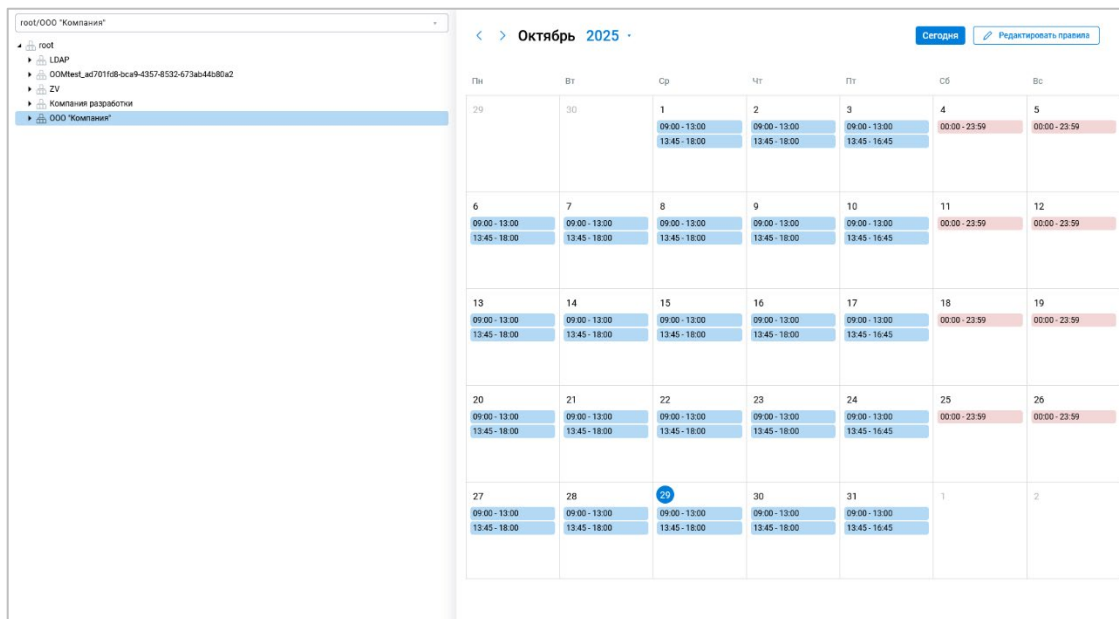 root/ООО "Компания"
root
LDAP
OOMtest_ad701fd8-bca9-4357-8532-673ab44b80a2
ZV
Компания разработки
ООО "Компания"
Октябрь 2025
Сегодня
Редактировать правила
Пн Вт Ср Чт Пт Сб Вс
29 30 1 2 3 4 5
09:00 - 13:00 09:00 - 13:00 09:00 - 13:00 00:00 - 23:59 00:00 - 23:59
13:45 - 18:00 13:45 - 18:00 13:45 - 16:45
6 7 8 9 10 11 12
09:00 - 13:00 09:00 - 13:00 09:00 - 13:00 09:00 - 13:00 09:00 - 13:00 00:00 - 23:59 00:00 - 23:59
13:45 - 18:00 13:45 - 18:00 13:45 - 18:00 13:45 - 18:00 13:45 - 16:45
13 14 15 16 17 18 19
09:00 - 13:00 09:00 - 13:00 09:00 - 13:00 09:00 - 13:00 09:00 - 13:00 00:00 - 23:59 00:00 - 23:59
13:45 - 18:00 13:45 - 18:00 13:45 - 18:00 13:45 - 18:00 13:45 - 16:45
20 21 22 23 24 25 26
09:00 - 13:00 09:00 - 13:00 09:00 - 13:00 09:00 - 13:00 09:00 - 13:00 00:00 - 23:59 00:00 - 23:59
13:45 - 18:00 13:45 - 18:00 13:45 - 18:00 13:45 - 18:00 13:45 - 16:45
27 28 29 30 31 1 2
09:00 - 13:00 09:00 - 13:00 09:00 - 13:00 09:00 - 13:00 09:00 - 13:00
13:45 - 18:00 13:45 - 18:00 13:45 - 18:00 13:45 - 18:00 13:45 - 16:45